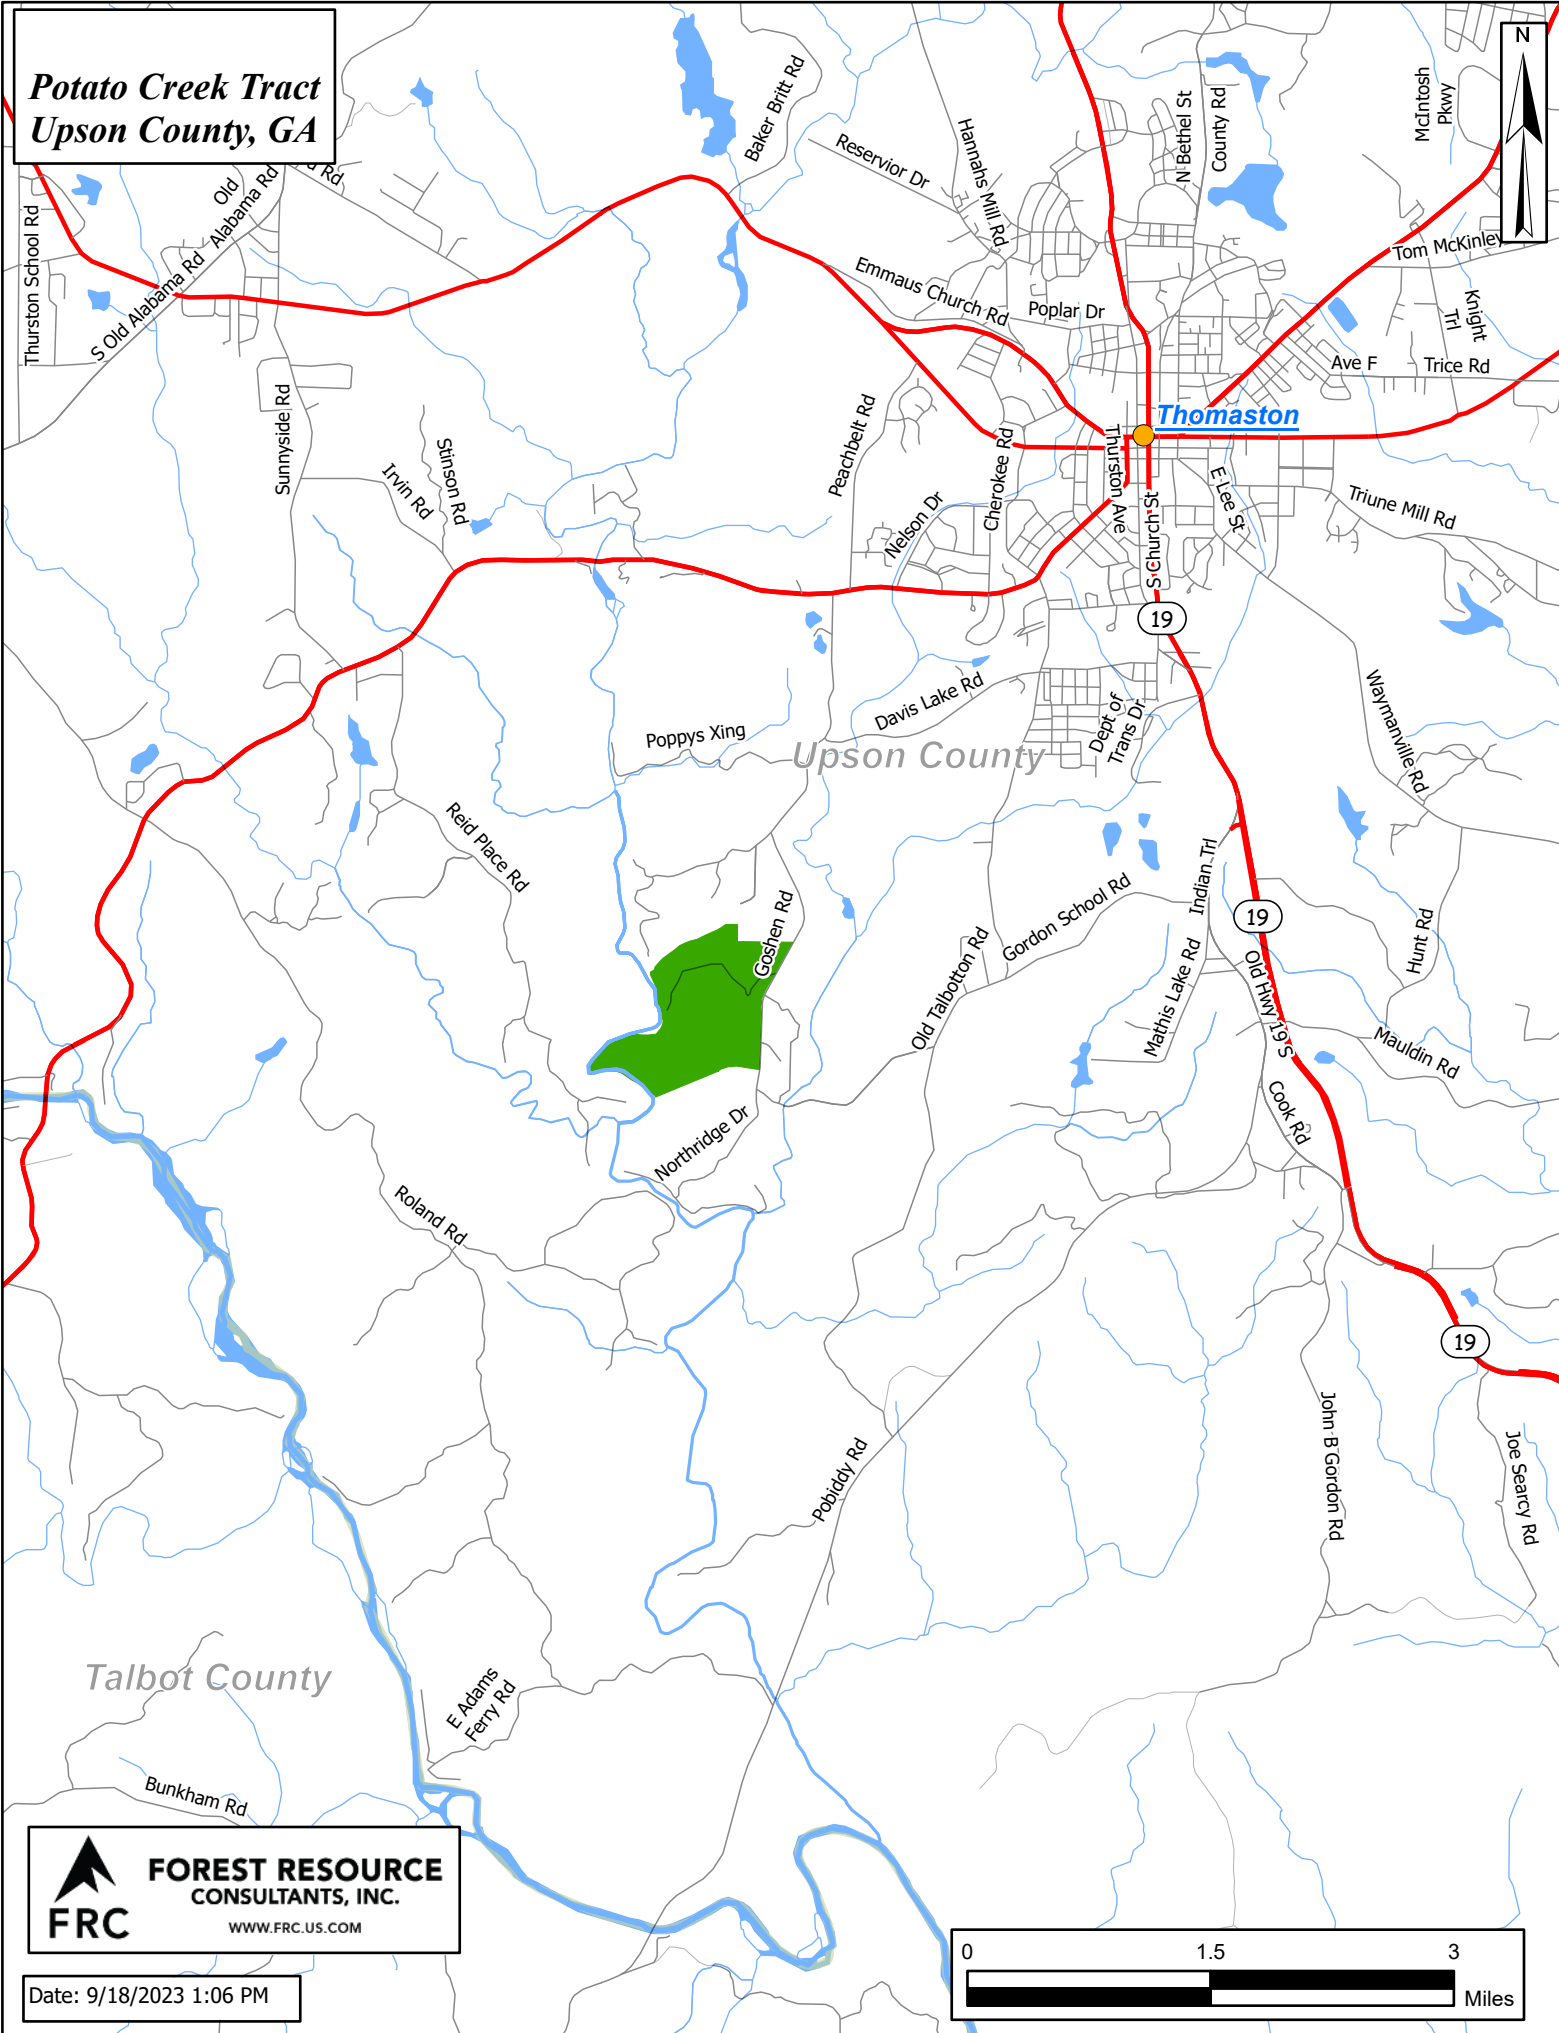 Potato Creek Tract
Upson County, GA
N
Baker Britt Rd
Reservior Dr
Hannahs Mill Rd
N Bethel St
County Rd
McIntosh
Pkwy
Tom McKinley
Knight
Trl
Old
Alabama Rd
Rd
S Old Alabama Rd
Thurston School Rd
Emmaus Church Rd
Poplar Dr
Ave F
Trice Rd
Sunnyside Rd
Irvin Rd
Stinson Rd
Peachbelt Rd
Nelson Dr
Cherokee Rd
Thurston Ave
Thomaston
S Church St
E Lee St
Triune Mill Rd
19
Davis Lake Rd
Dept of
Trans Dr
Waymanville Rd
Poppys Xing
Upson County
Reid Place Rd
Goshen Rd
Old Talbotton Rd
Gordon School Rd
Indian Trl
19
Mathis Lake Rd
Old Hwy 19 S
Hunt Rd
Mauldin Rd
Cook Rd
Northridge Dr
Roland Rd
19
John B Gordon Rd
Joe Searcy Rd
Pobiddy Rd
Talbot County
E Adams
Ferry Rd
Bunkham Rd
FRC
FOREST RESOURCE
CONSULTANTS, INC.
WWW.FRC.US.COM
Date: 9/18/2023 1:06 PM
0 1.5 3
Miles